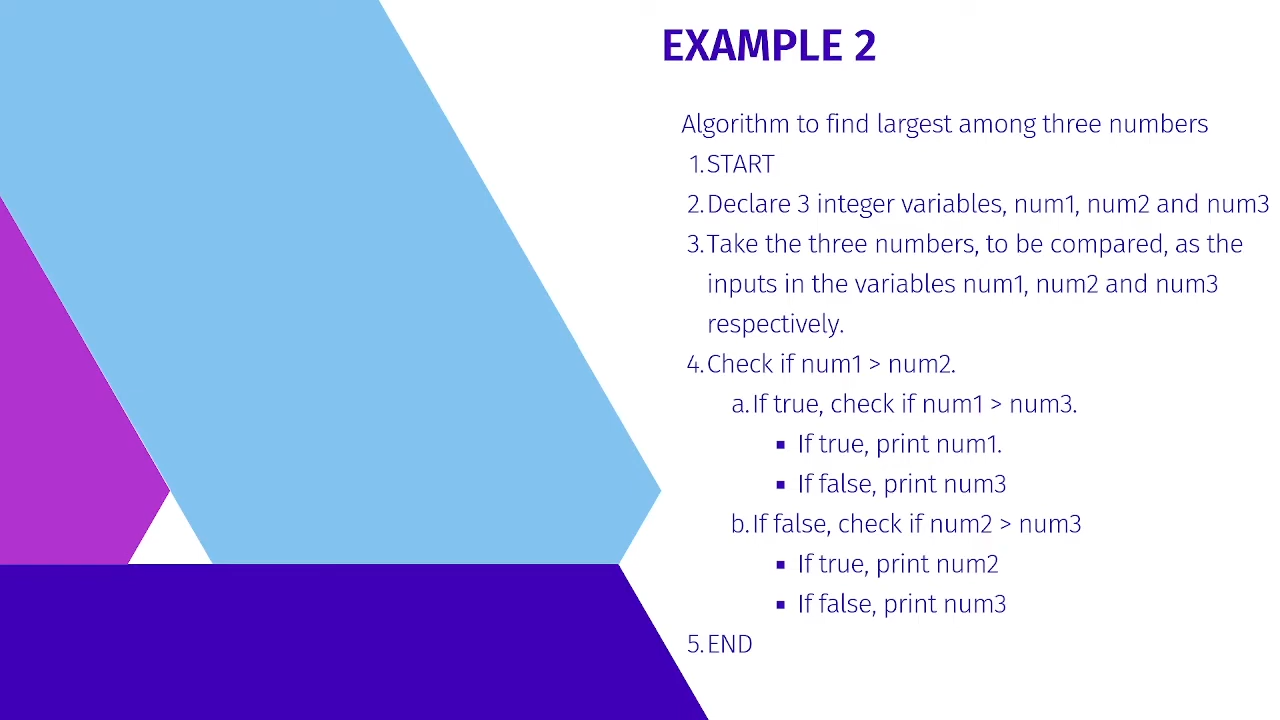 EXAMPLE 2
Algorithm to find largest among three numbers
1. START
2. Declare 3 integer variables, num1, num2 and num3
3. Take the three numbers, to be compared, as the
inputs in the variables num1, num2 and num3
respectively.
4. Check if num1 > num2.
a. If true, check if num1 > num3.
▪ If true, print num1.
▪ If false, print num3
b. If false, check if num2 > num3
▪ If true, print num2
▪ If false, print num3
5. END